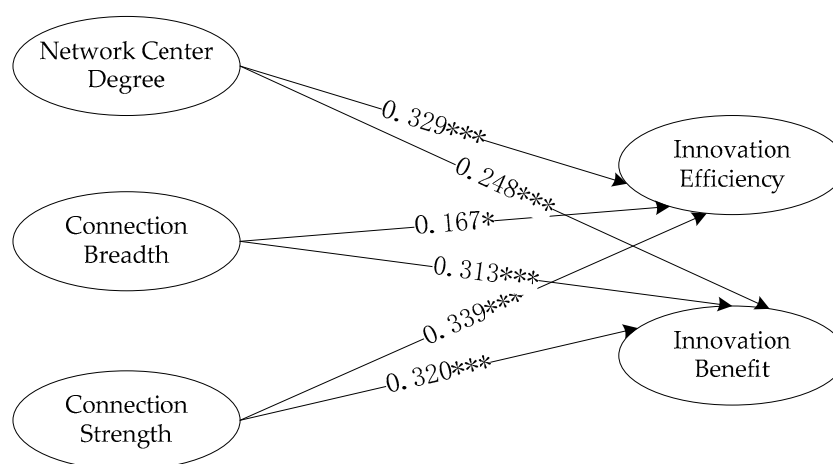 Network Center
Degree
0.329***
0.248***
Innovation
Efficiency
Connection
Breadth
0.167*
0.313***
0.339***
0.320***
Innovation
Benefit
Connection
Strength